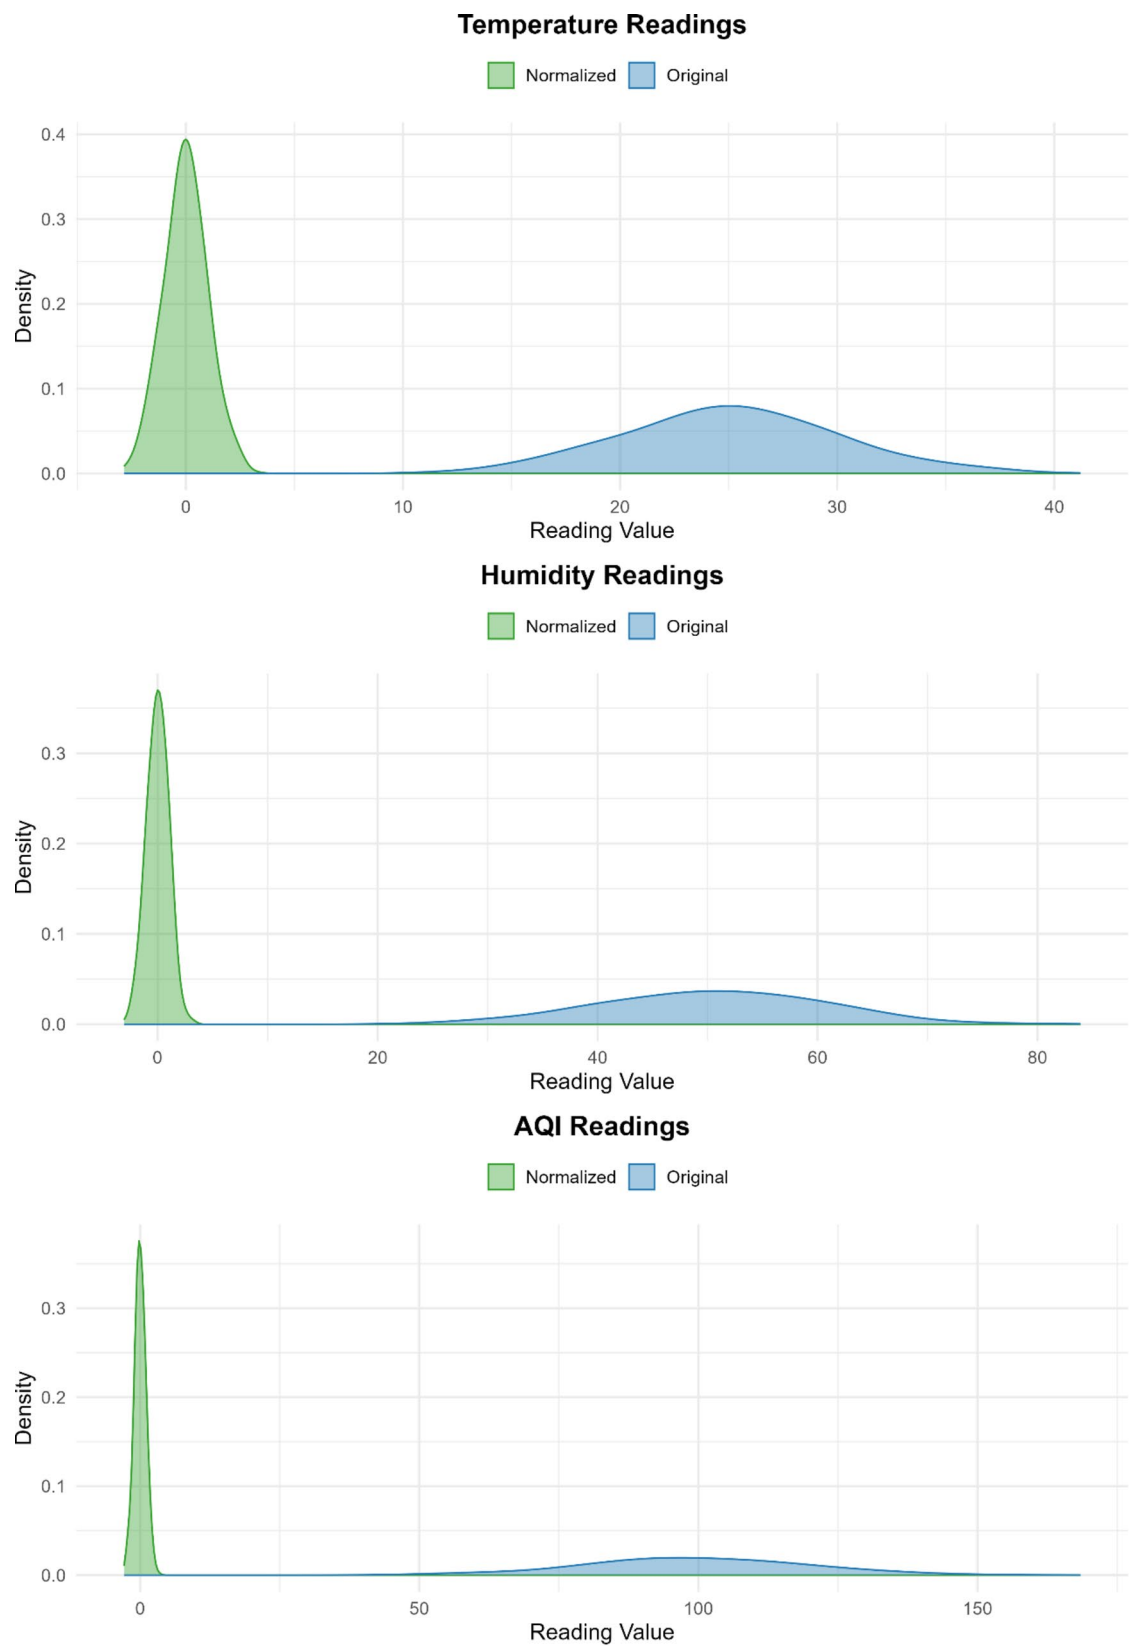 Temperature Readings
Normalized Original
0.4
0.3
0.2
0.1
0.0
Density
0 10 20 30 40
Reading Value
Humidity Readings
Normalized Original
0.3
0.2
0.1
0.0
Density
0 20 40 60 80
Reading Value
AQI Readings
Normalized Original
0.3
0.2
0.1
0.0
Density
0 50 100 150
Reading Value